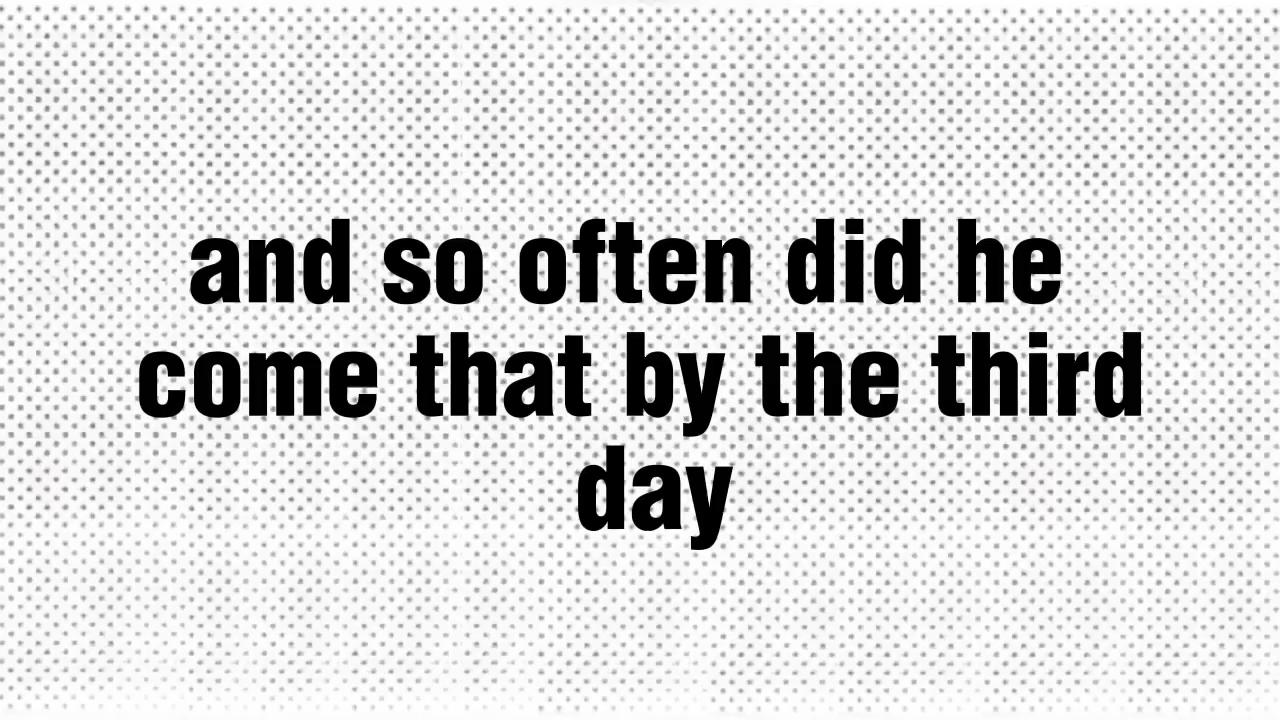 and so often did he
come that by the third
day